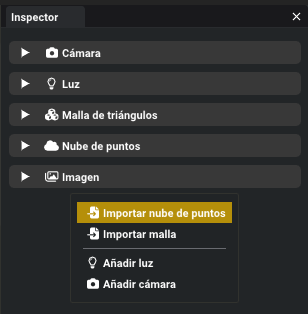 Inspector
Cámara
Luz
Malla de triángulos
Nube de puntos
Imagen
Importar nube de puntos
Importar malla
Añadir luz
Añadir cámara